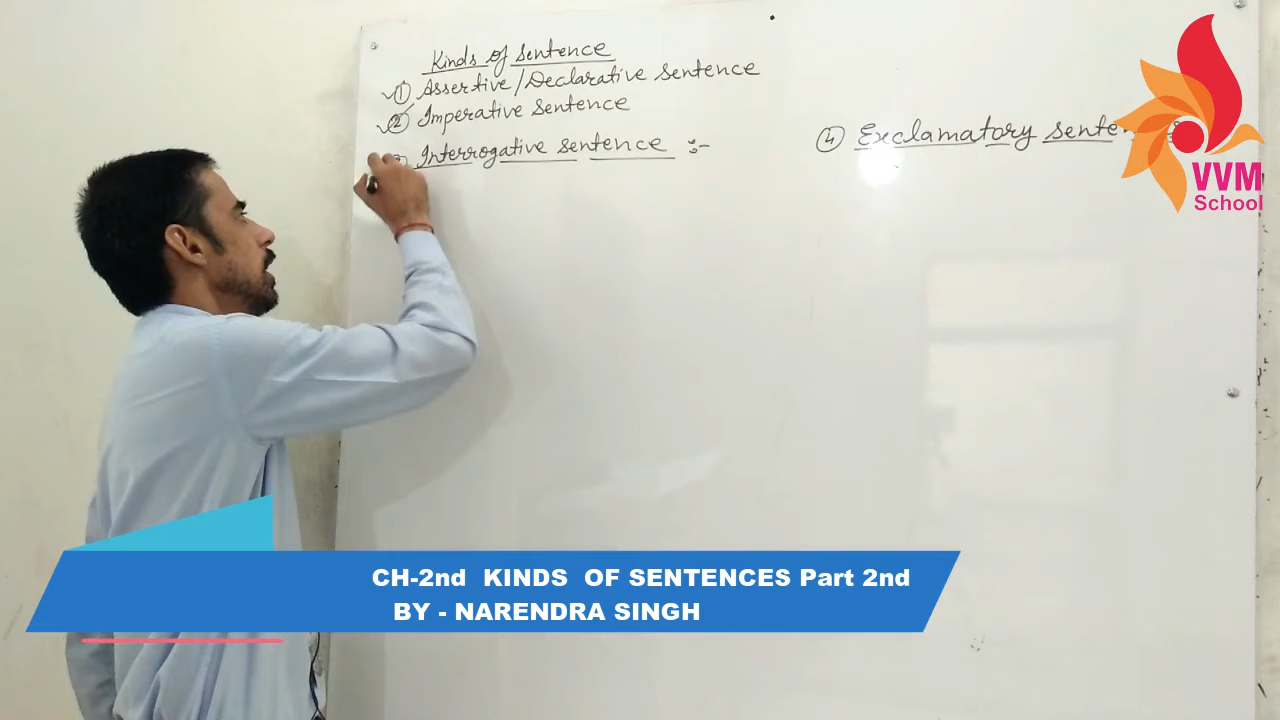 Kinds of sentence
① Assertive/Declarative sentence
② Imperative sentence
Interrogative sentence :-
④ Exclamatory
VVM
School
CH-2nd KINDS OF SENTENCES Part 2nd
BY - NARENDRA SINGH